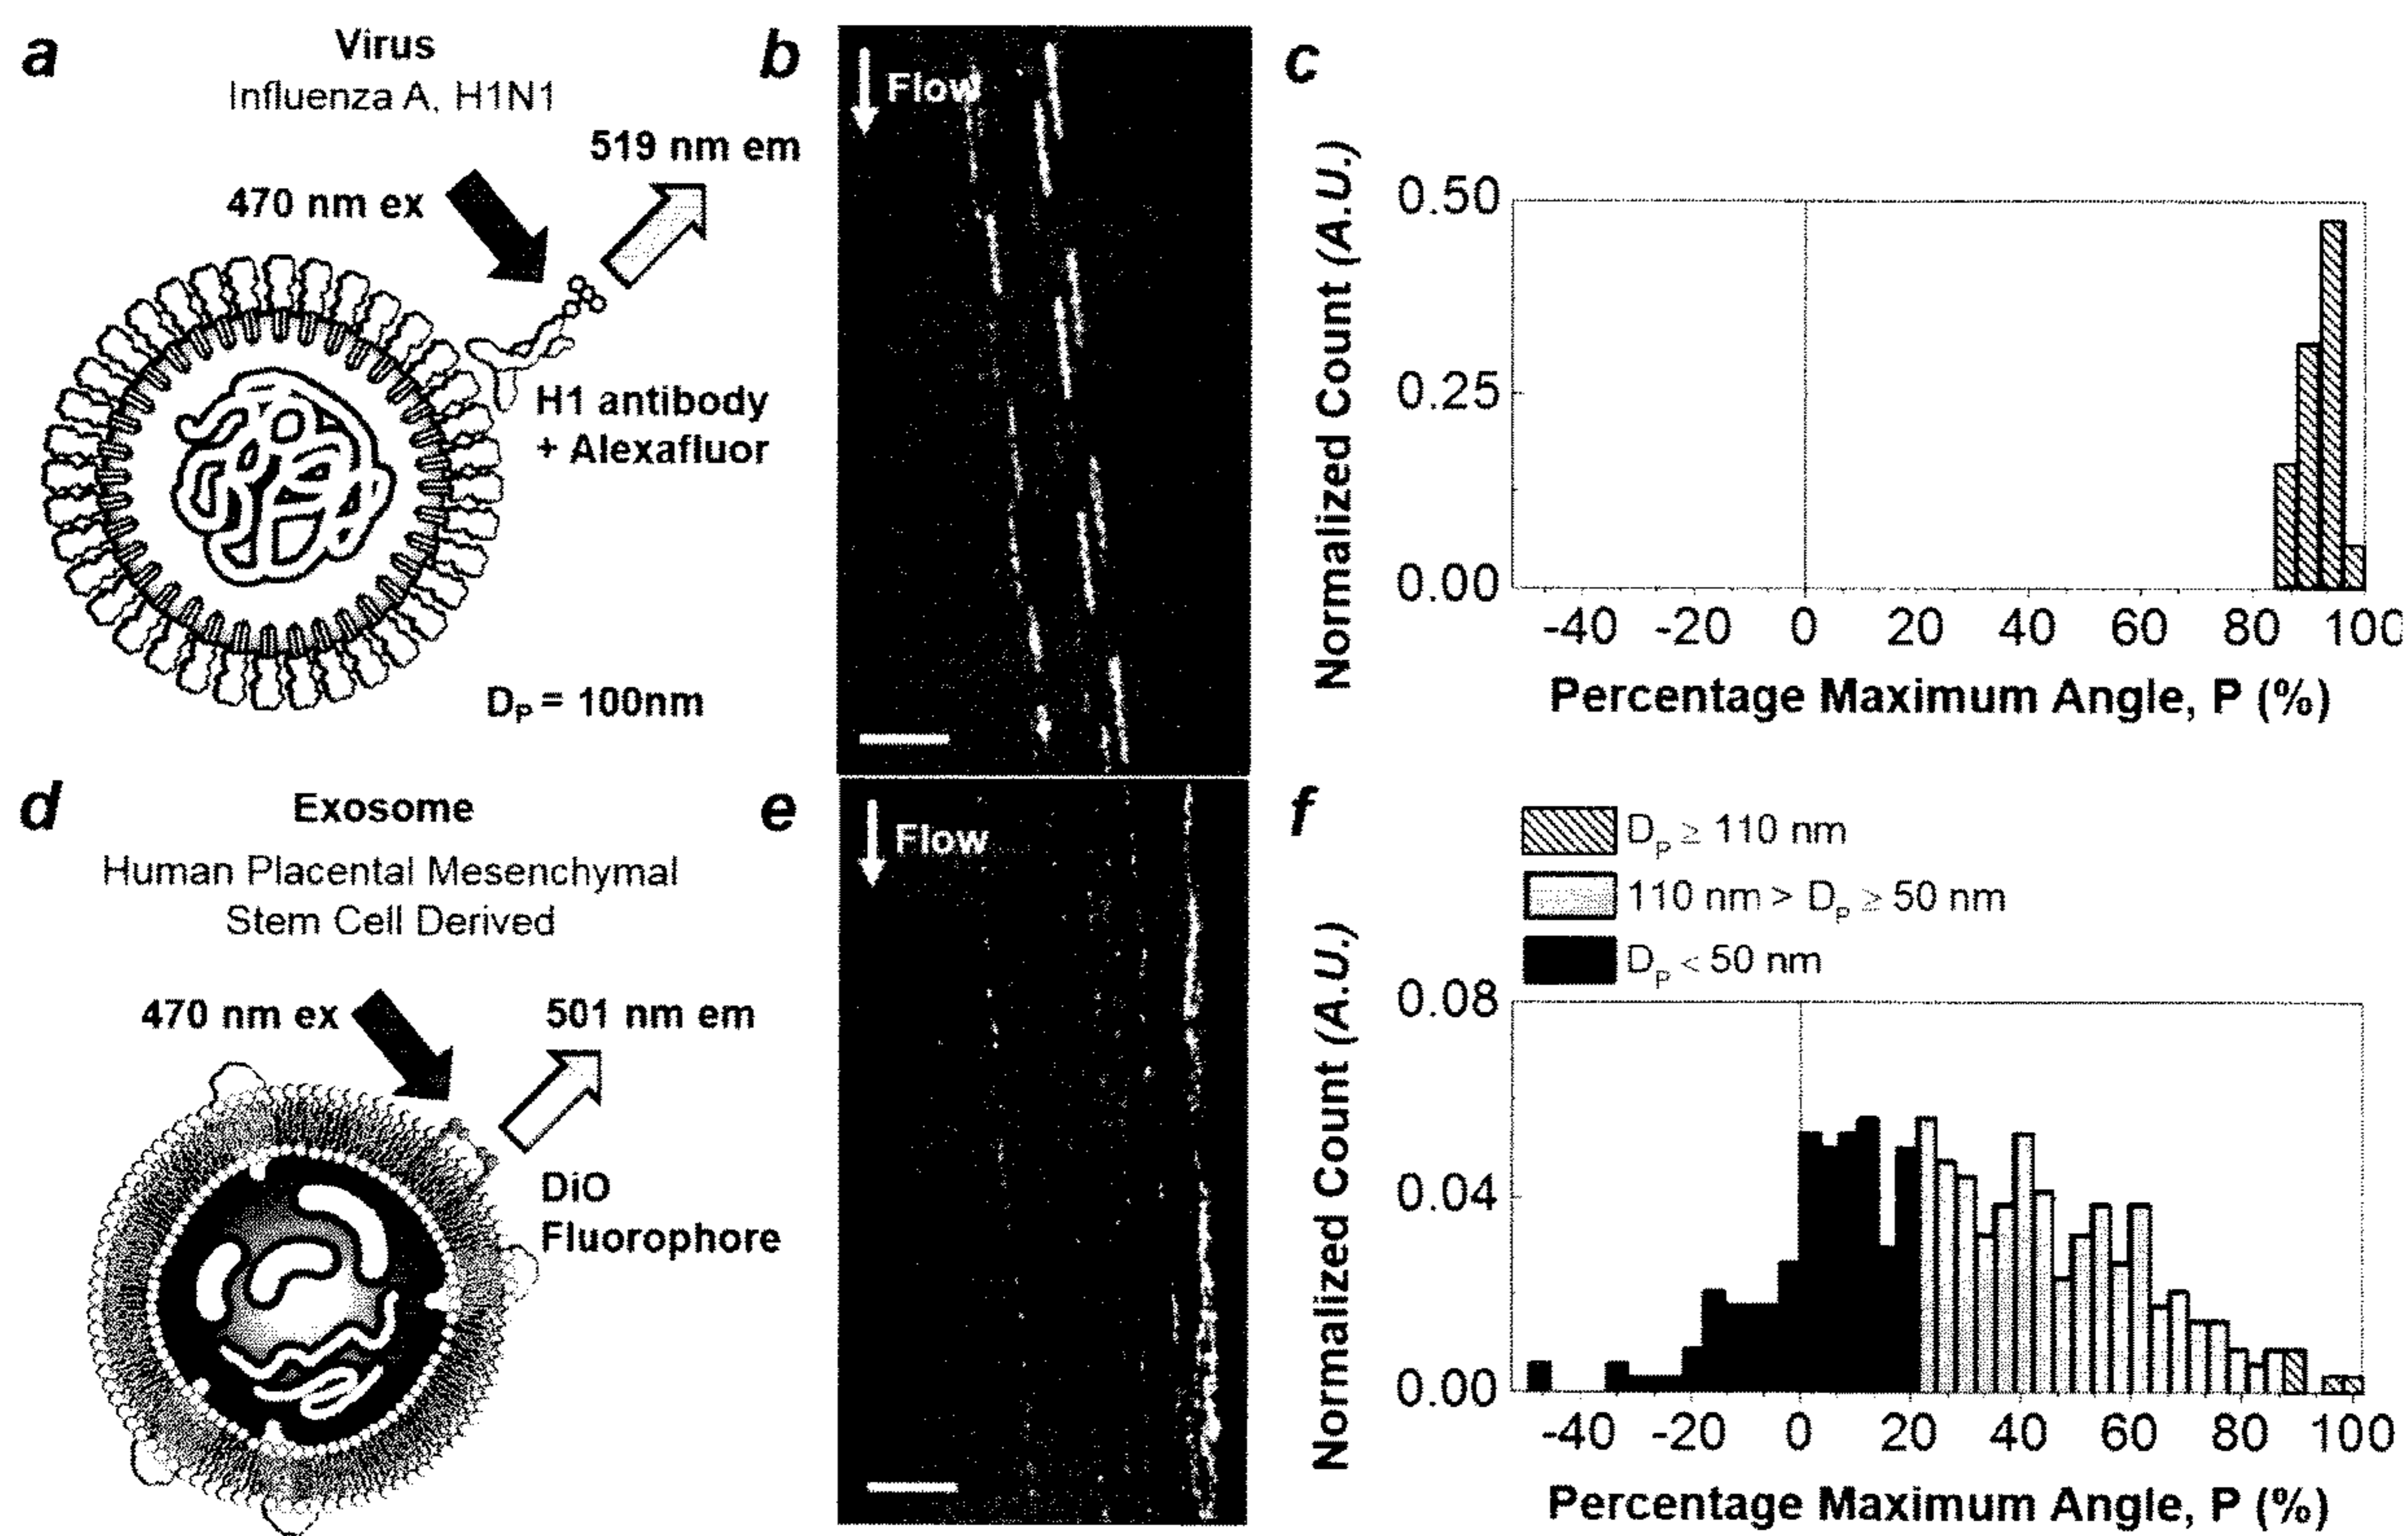 a
Virus
Influenza A, H1N1
470 nm ex
519 nm em
H1 antibody
+ Alexafluor
Dₚ = 100nm
b
Flow
c
Normalized Count (A.U.)
0.50
0.25
0.00
-40 -20 0 20 40 60 80 100
Percentage Maximum Angle, P (%)
d
Exosome
Human Placental Mesenchymal
Stem Cell Derived
470 nm ex
501 nm em
DiO
Fluorophore
e
Flow
f
Dₚ ≥ 110 nm
110 nm > Dₚ ≥ 50 nm
Dₚ < 50 nm
Normalized Count (A.U.)
0.08
0.04
0.00
-40 -20 0 20 40 60 80 100
Percentage Maximum Angle, P (%)